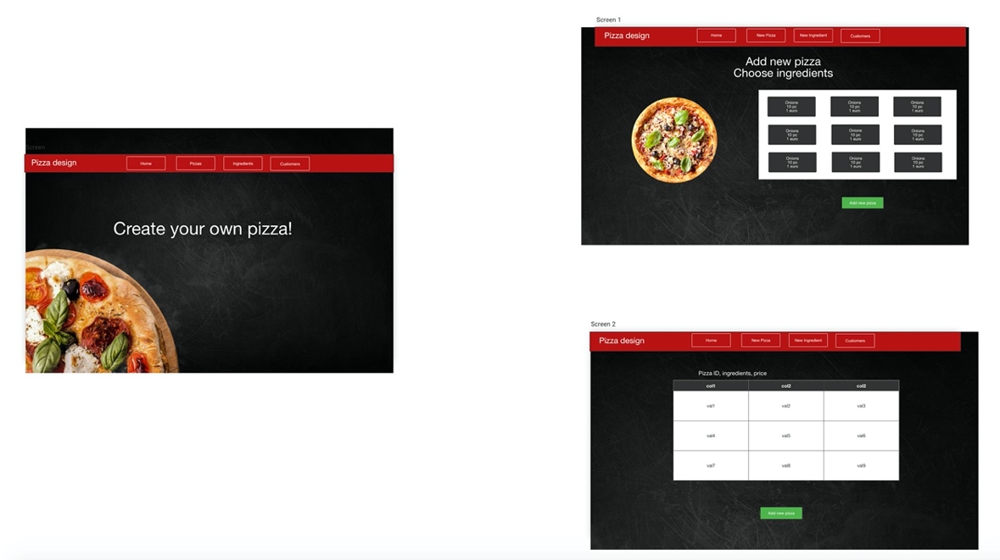 Screen
Pizza design Home Pizzas Ingredients Customers
Create your own pizza!
Screen 1
Pizza design Home New Pizza New Ingredient Customers
Add new pizza
Choose ingredients
Onions Onions Onions
10 pc 10 pc 10 pc
1 euro 1 euro 1 euro
Onions Onions Onions
10 pc 10 pc 10 pc
1 euro 1 euro 1 euro
Onions Onions Onions
10 pc 10 pc 10 pc
1 euro 1 euro 1 euro
Add new pizza
Screen 2
Pizza design Home New Pizza New Ingredient Customers
Pizza ID, ingredients, price
col1 col2 col2
val1 val2 val3
val4 val5 val6
val7 val8 val9
Add new pizza